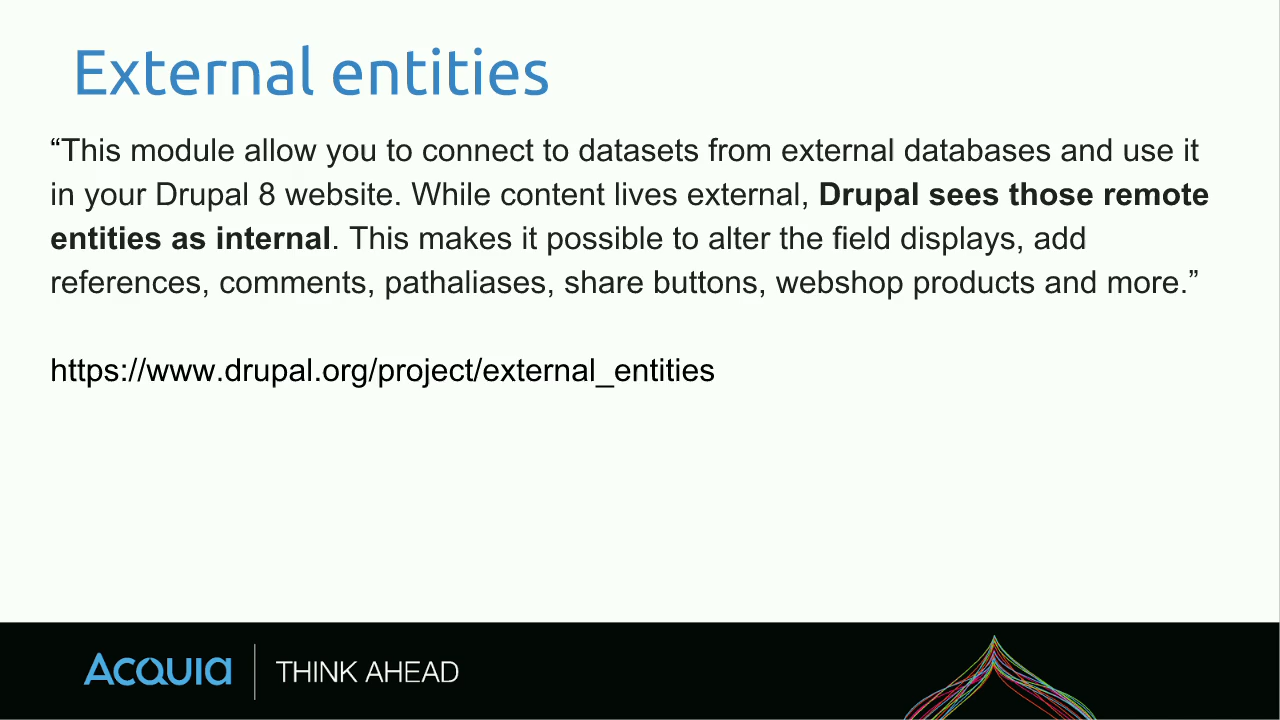 External entities
“This module allow you to connect to datasets from external databases and use it
in your Drupal 8 website. While content lives external, Drupal sees those remote
entities as internal. This makes it possible to alter the field displays, add
references, comments, pathaliases, share buttons, webshop products and more.”
https://www.drupal.org/project/external_entities
Acquia
THINK AHEAD